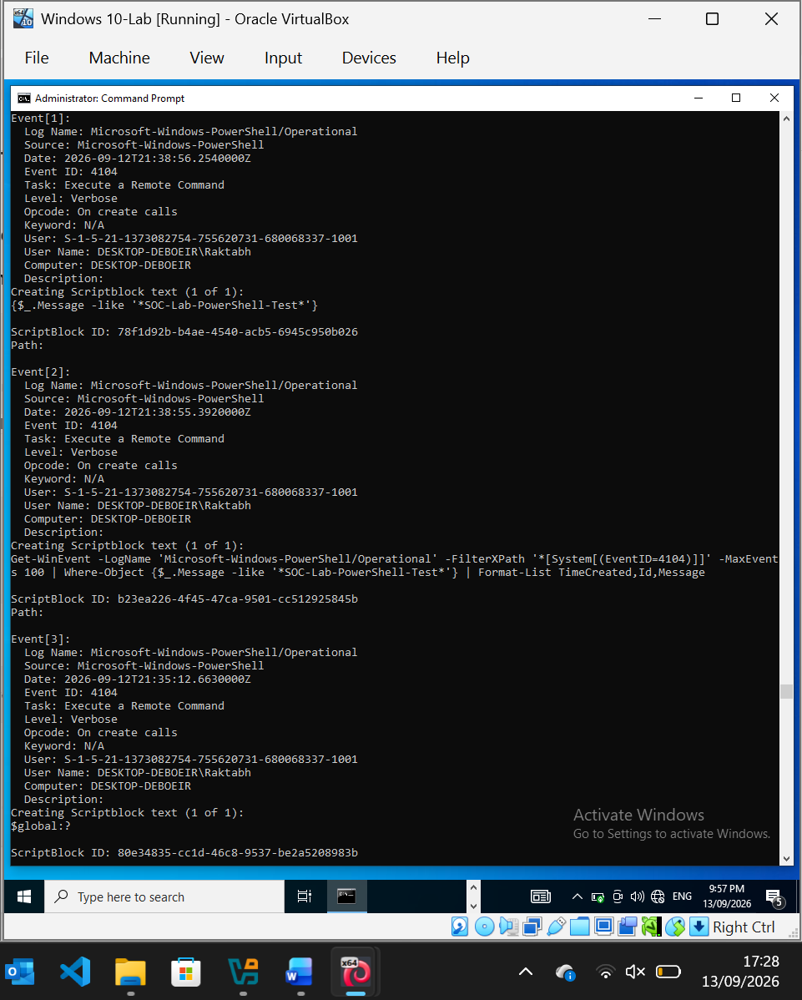 Windows 10-Lab [Running] - Oracle VirtualBox
File Machine View Input Devices Help
Administrator: Command Prompt
Event[1]:
Log Name: Microsoft-Windows-PowerShell/Operational
Source: Microsoft-Windows-PowerShell
Date: 2026-09-12T21:38:56.2540000Z
Event ID: 4104
Task: Execute a Remote Command
Level: Verbose
Opcode: On create calls
Keyword: N/A
User: S-1-5-21-1373082754-755620731-680068337-1001
User Name: DESKTOP-DEBOEIR\Raktabh
Computer: DESKTOP-DEBOEIR
Description:
Creating Scriptblock text (1 of 1):
{$_.Message -like '*SOC-Lab-PowerShell-Test*'}
ScriptBlock ID: 78f1d92b-b4ae-4540-acb5-6945c950b026
Path:
Event[2]:
Log Name: Microsoft-Windows-PowerShell/Operational
Source: Microsoft-Windows-PowerShell
Date: 2026-09-12T21:38:55.3920000Z
Event ID: 4104
Task: Execute a Remote Command
Level: Verbose
Opcode: On create calls
Keyword: N/A
User: S-1-5-21-1373082754-755620731-680068337-1001
User Name: DESKTOP-DEBOEIR\Raktabh
Computer: DESKTOP-DEBOEIR
Description:
Creating Scriptblock text (1 of 1):
Get-WinEvent -LogName 'Microsoft-Windows-PowerShell/Operational' -FilterXPath '*[System[(EventID=4104)]]' -MaxEvent
s 100 | Where-Object {$_.Message -like '*SOC-Lab-PowerShell-Test*'} | Format-List TimeCreated,Id,Message
ScriptBlock ID: b23ea226-4f45-47ca-9501-cc512925845b
Path:
Event[3]:
Log Name: Microsoft-Windows-PowerShell/Operational
Source: Microsoft-Windows-PowerShell
Date: 2026-09-12T21:35:12.6630000Z
Event ID: 4104
Task: Execute a Remote Command
Level: Verbose
Opcode: On create calls
Keyword: N/A
User: S-1-5-21-1373082754-755620731-680068337-1001
User Name: DESKTOP-DEBOEIR\Raktabh
Computer: DESKTOP-DEBOEIR
Description:
Creating Scriptblock text (1 of 1):
$global:?
ScriptBlock ID: 80e34835-cc1d-46c8-9537-be2a5208983b
Activate Windows
Go to Settings to activate Windows.
Type here to search
ENG
9:57 PM
13/09/2026
5
Right Ctrl
17:28
13/09/2026